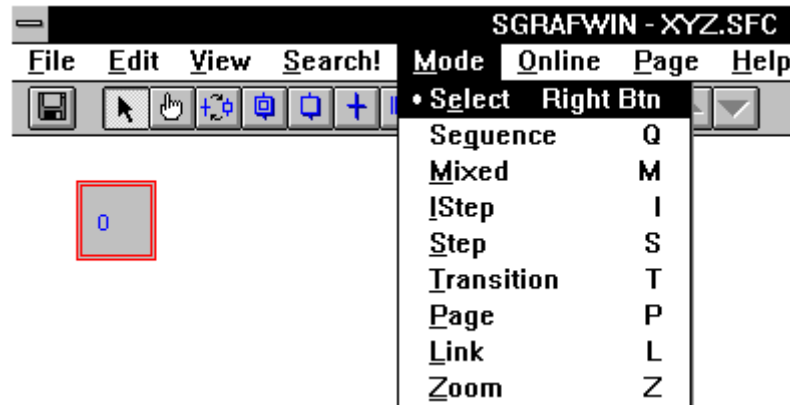 SGRAFWIN - XYZ.SFC
File Edit View Search! Mode Online Page Help
• Select Right Btn
Sequence Q
Mixed M
IStep I
0
Step S
Transition T
Page P
Link L
Zoom Z